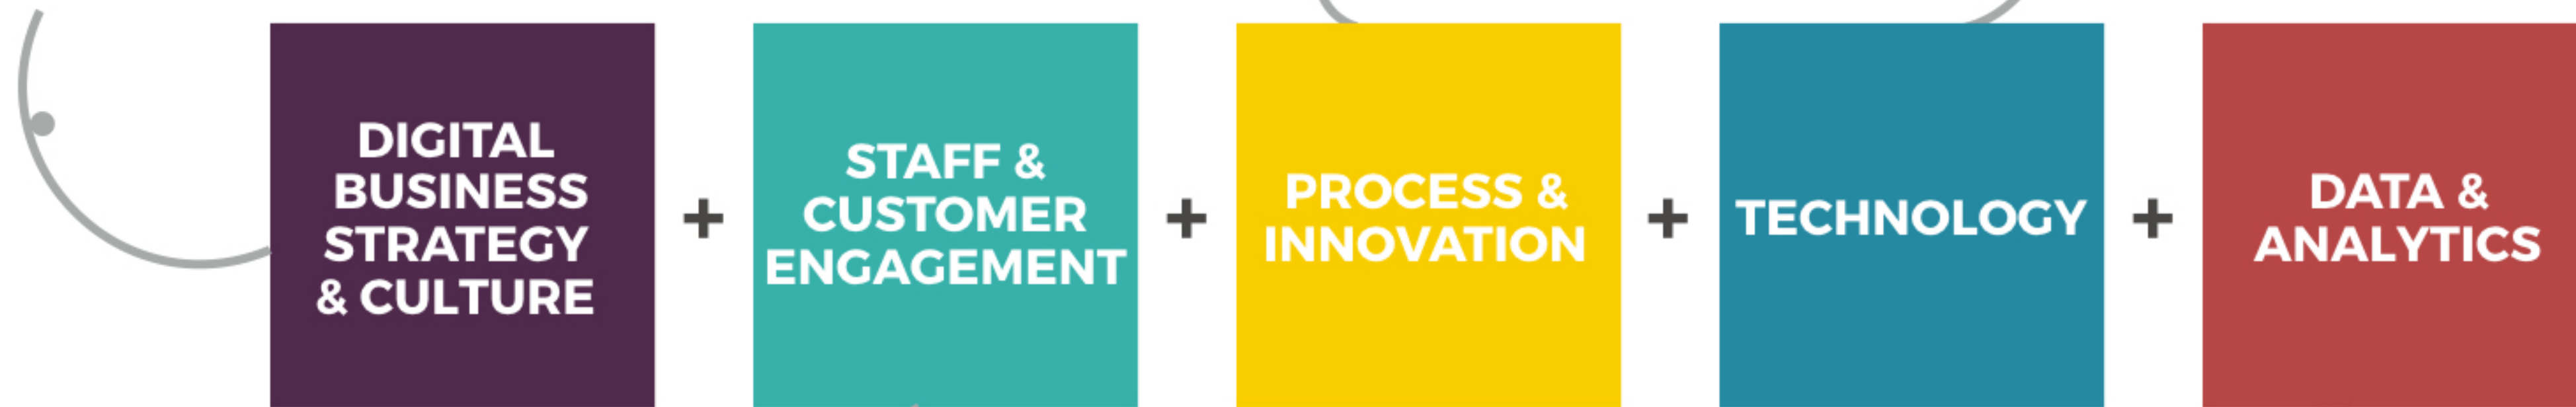 DIGITAL
BUSINESS
STRATEGY
& CULTURE
+
STAFF &
CUSTOMER
ENGAGEMENT
+
PROCESS &
INNOVATION
+
TECHNOLOGY
+
DATA &
ANALYTICS